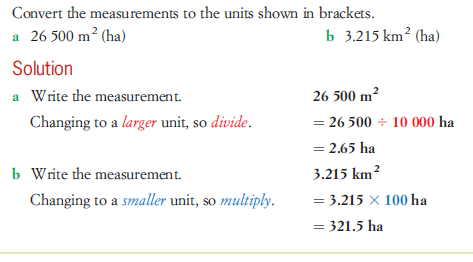 Convert the measurements to the units shown in brackets.
a 26 500 m² (ha) b 3.215 km² (ha)
Solution
a Write the measurement. 26 500 m²
Changing to a larger unit, so divide. = 26 500 ÷ 10 000 ha
= 2.65 ha
b Write the measurement. 3.215 km²
Changing to a smaller unit, so multiply. = 3.215 × 100 ha
= 321.5 ha